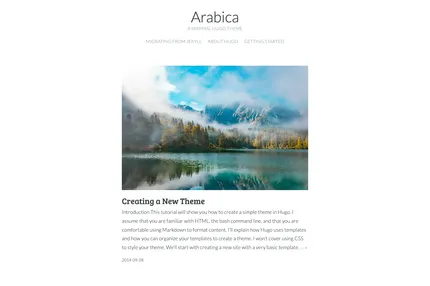 Arabica
A MINIMAL HUGO THEME
MIGRATING FROM JEKYLL ABOUT HUGO GETTING STARTED
Creating a New Theme
Introduction This tutorial will show you how to create a simple theme in Hugo. I
assume that you are familiar with HTML, the bash command line, and that you are
comfortable using Markdown to format content. I'll explain how Hugo uses templates
and how you can organize your templates to create a theme. I won't cover using CSS
to style your theme. We'll start with creating a new site with a very basic template. ... »
2014-09-28